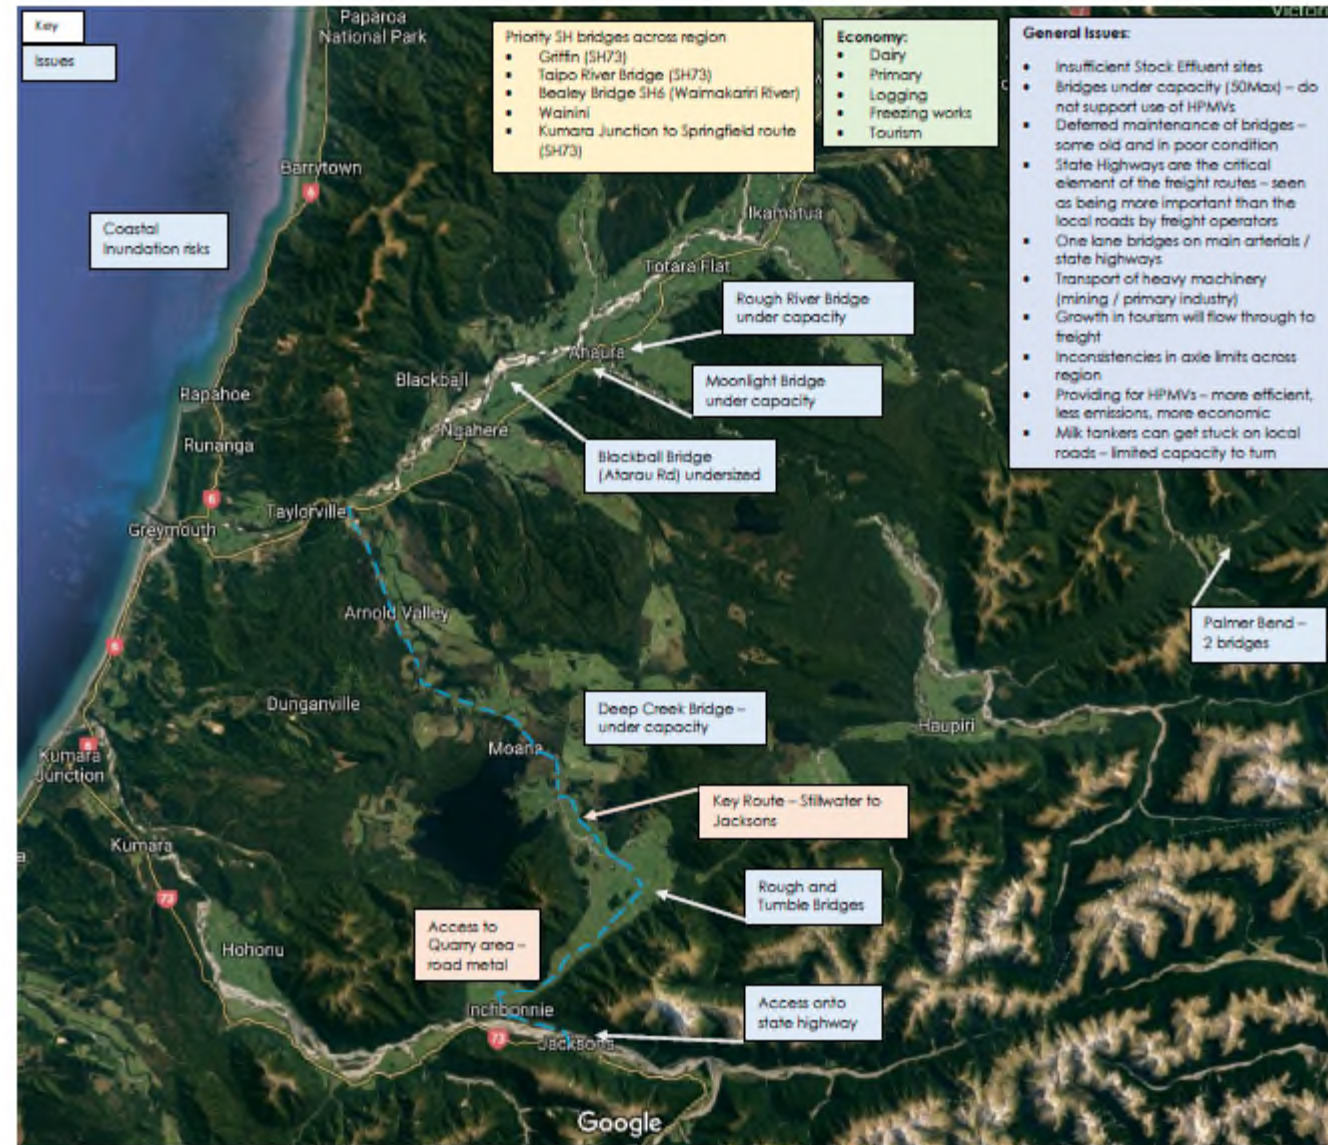 Key
Issues
Paparoa
National Park
Priority SH bridges across region
• Griffin (SH73)
• Taipo River Bridge (SH73)
• Bealey Bridge SH6 (Waimakariri River)
• Wainini
• Kumara Junction to Springfield route
(SH73)
Economy:
• Dairy
• Primary
• Logging
• Freezing works
• Tourism
General Issues:
• Insufficient Stock Effluent sites
• Bridges under capacity (50Max) – do
not support use of HPMVs
• Deferred maintenance of bridges –
some old and in poor condition
• State Highways are the critical
element of the freight routes – seen
as being more important than the
local roads by freight operators
• One lane bridges on main arterials /
state highways
• Transport of heavy machinery
(mining / primary industry)
• Growth in tourism will flow through to
freight
• Inconsistencies in axle limits across
region
• Providing for HPMVs – more efficient,
less emissions, more economic
• Milk tankers can get stuck on local
roads – limited capacity to turn
Barrytown
6
Coastal
Inundation risks
Ikamatua
Totara Flat
Rough River Bridge
under capacity
Ahaura
Blackball
Moonlight Bridge
under capacity
Rapahoe
Ngahere
Runanga
Blackball Bridge
(Atarau Rd) undersized
6
Taylorville
Greymouth
Arnold Valley
6
Palmer Bend –
2 bridges
Dunganville
Deep Creek Bridge –
under capacity
Haupiri
Moana
6
Kumara
Junction
Key Route – Stillwater to
Jacksons
Kumara
73
Rough and
Tumble Bridges
Access to
Quarry area –
road metal
Hohonu
Inchbonnie
Access onto
state highway
73
Jacksons
Google